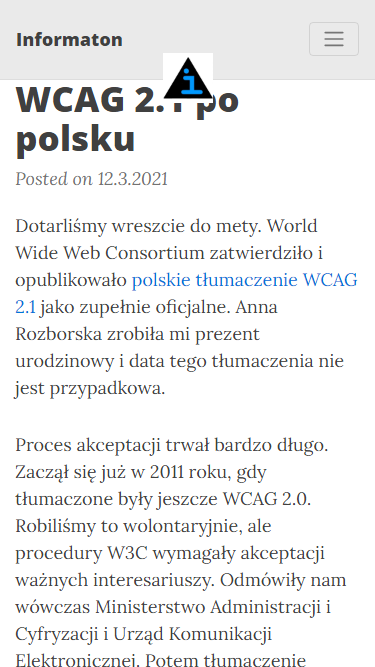 Informaton
WCAG 2.1 po
polsku
Posted on 12.3.2021
Dotarliśmy wreszcie do mety. World
Wide Web Consortium zatwierdziło i
opublikowało polskie tłumaczenie WCAG
2.1 jako zupełnie oficjalne. Anna
Rozborska zrobiła mi prezent
urodzinowy i data tego tłumaczenia nie
jest przypadkowa.
Proces akceptacji trwał bardzo długo.
Zaczął się już w 2011 roku, gdy
tłumaczone były jeszcze WCAG 2.0.
Robiliśmy to wolontaryjnie, ale
procedury W3C wymagały akceptacji
ważnych interesariuszy. Odmówiły nam
wówczas Ministerstwo Administracji i
Cyfryzacji i Urząd Komunikacji
Elektronicznej. Potem tłumaczenie